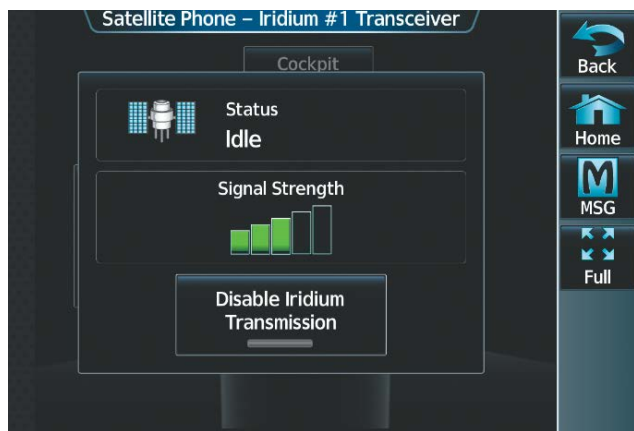 Satellite Phone – Iridium #1 Transceiver
Cockpit
Status
Idle
Signal Strength
Disable Iridium
Transmission
Back
Home
MSG
Full